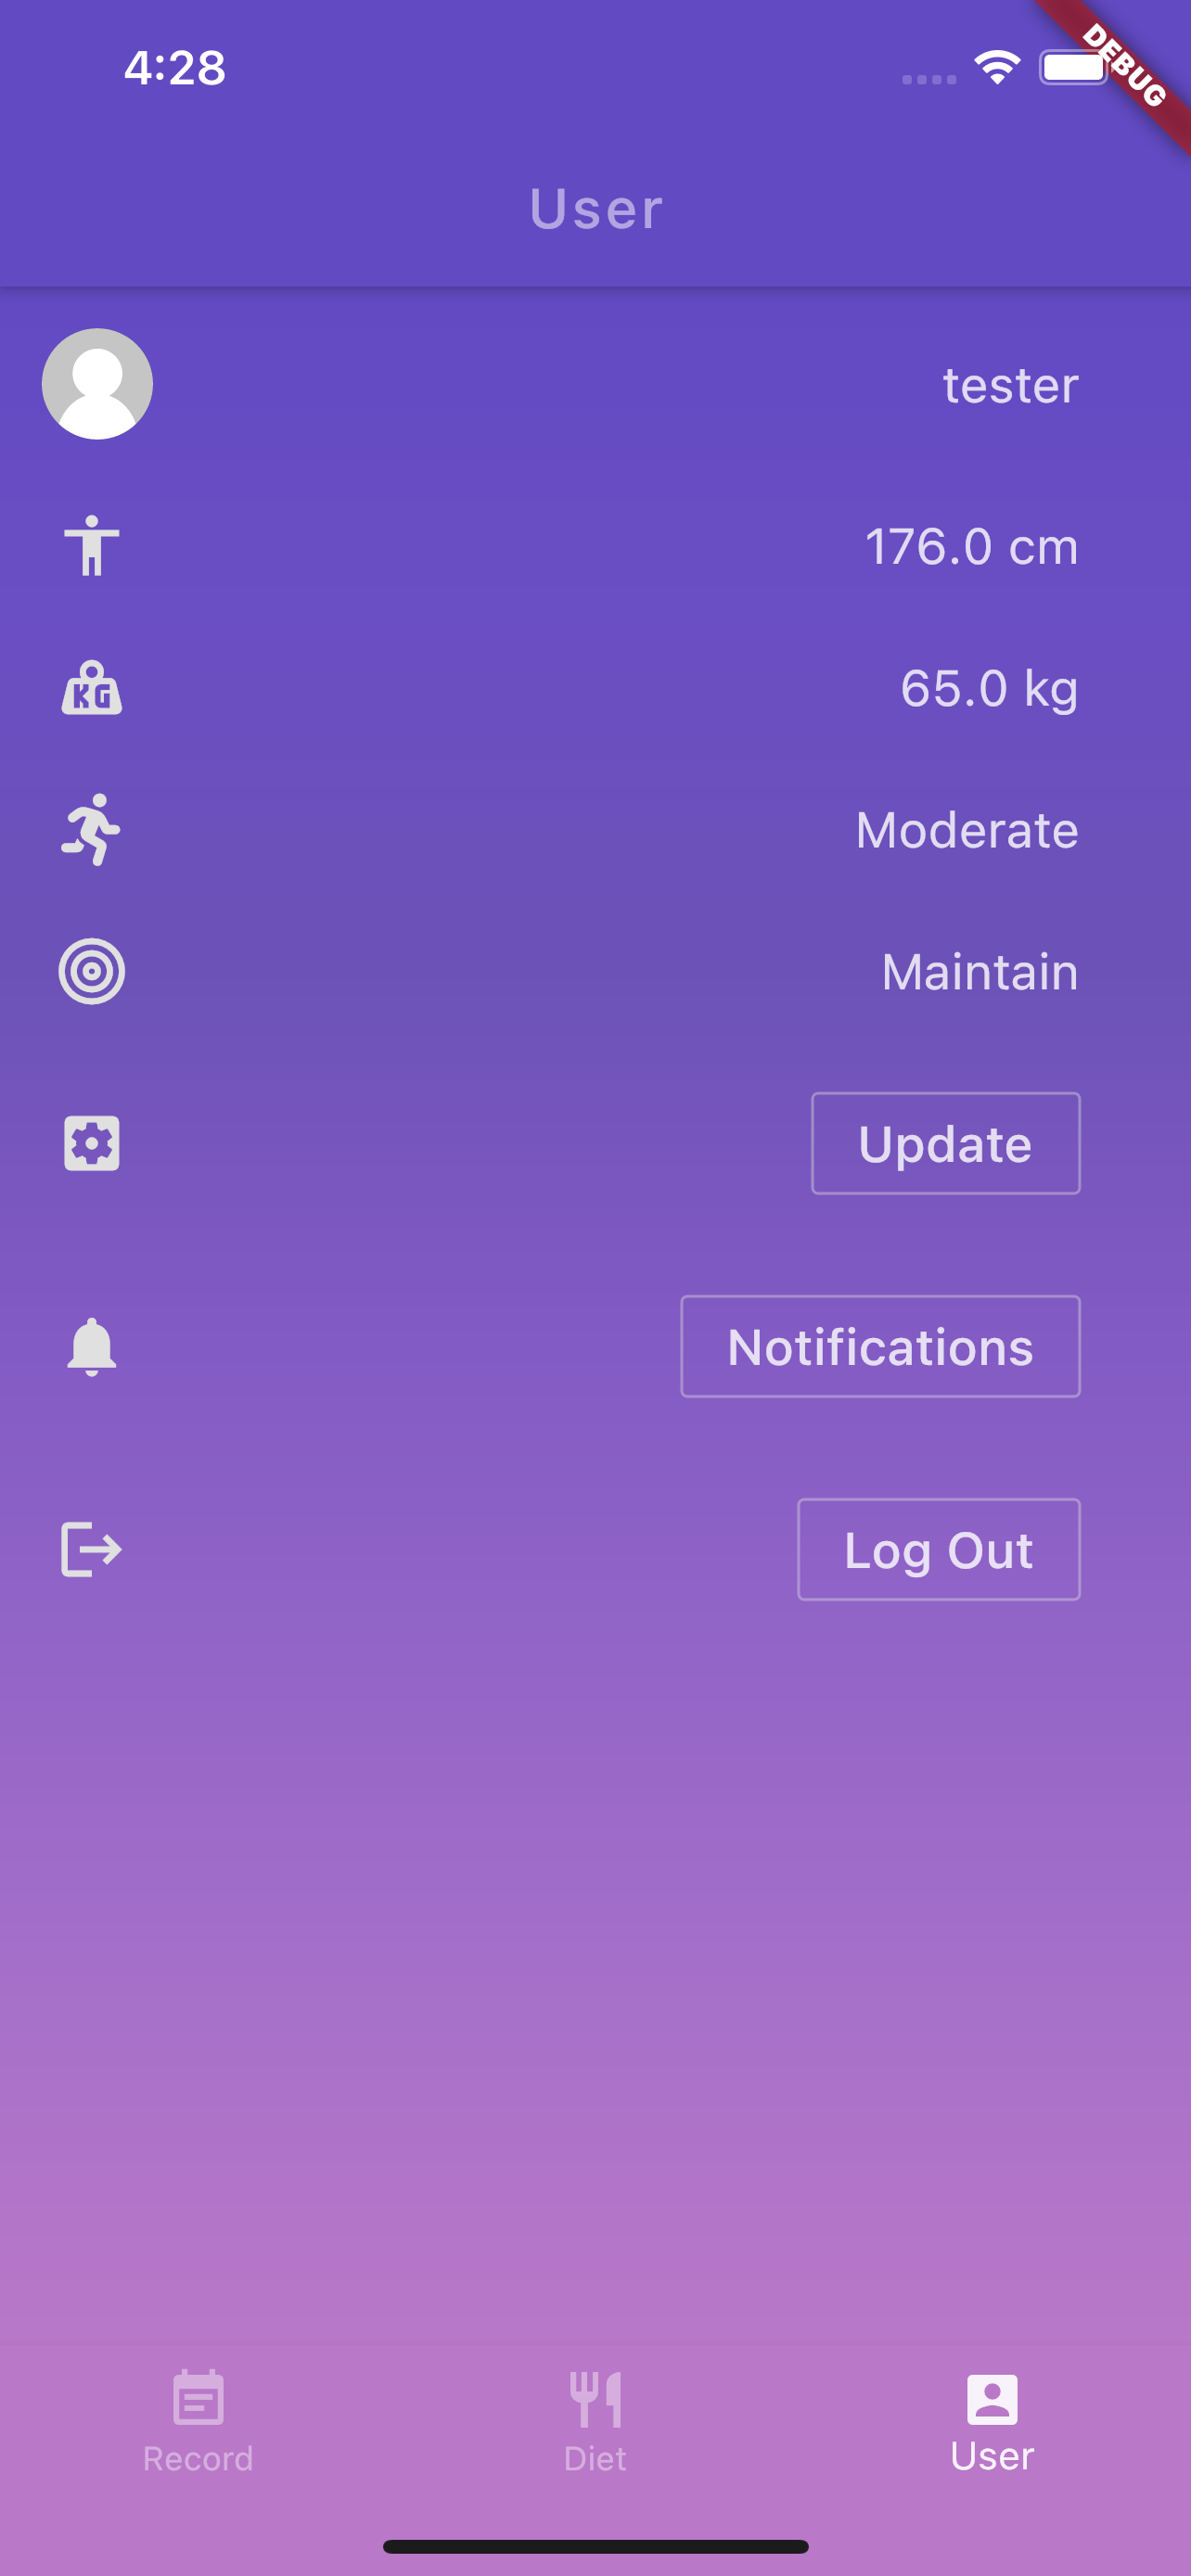 4:28
DEBUG
User
tester
176.0 cm
KG
65.0 kg
Moderate
Maintain
Update
Notifications
Log Out
Record
Diet
User